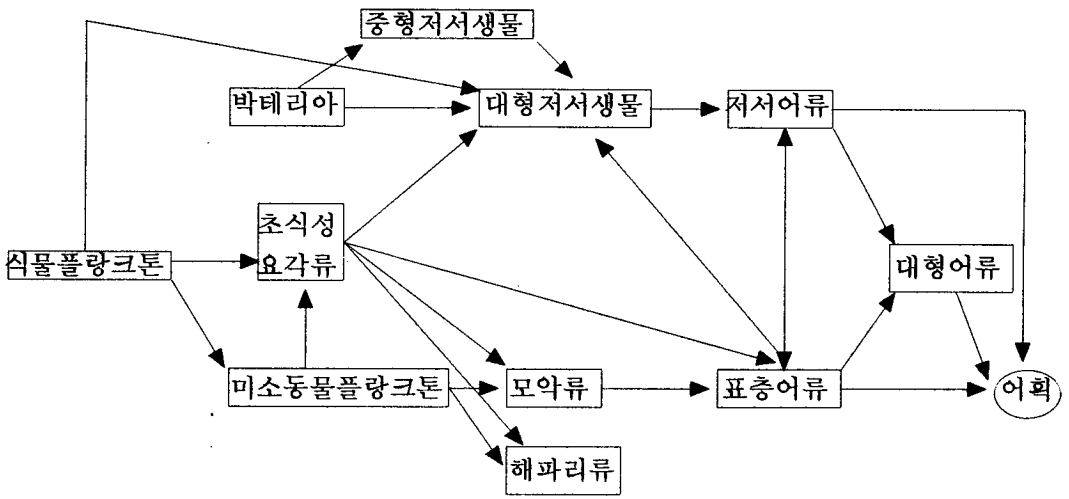 중형저서생물
박테리아
대형저서생물
저서어류
초식성
요각류
식물플랑크톤
대형어류
미소동물플랑크톤
모악류
표층어류
어획
해파리류